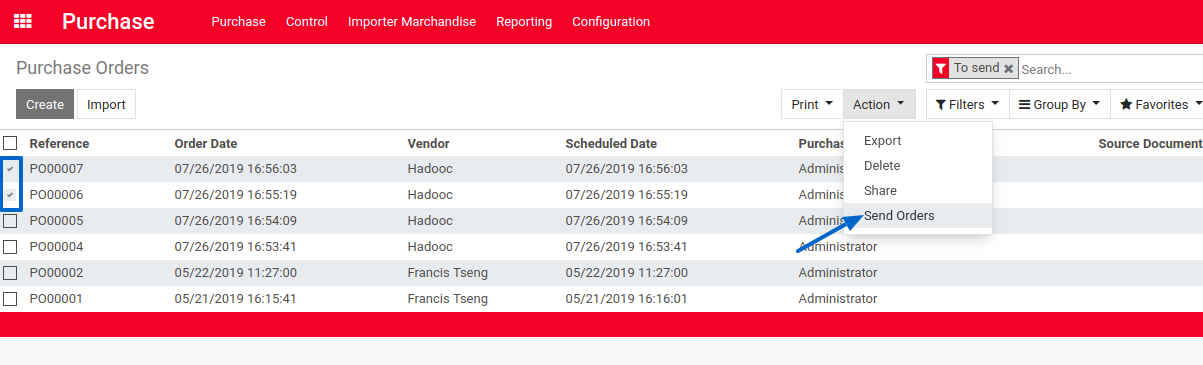 Purchase Purchase Control Importer Merchandise Reporting Configuration
Purchase Orders To send Search...
Create Import Print Action Filters Group By Favorites
Reference Order Date Vendor Scheduled Date Purchas Source Document
Export
PO00007 07/26/2019 16:56:03 Hadooc 07/26/2019 16:56:03 Admini
Delete
PO00006 07/26/2019 16:55:19 Hadooc 07/26/2019 16:55:19 Admini
Share
PO00005 07/26/2019 16:54:09 Hadooc 07/26/2019 16:54:09 Admini
Send Orders
PO00004 07/26/2019 16:53:41 Hadooc 07/26/2019 16:53:41 Administrator
PO00002 05/22/2019 11:27:00 Francis Tseng 05/22/2019 11:27:00 Administrator
PO00001 05/21/2019 16:15:41 Francis Tseng 05/21/2019 16:16:01 Administrator